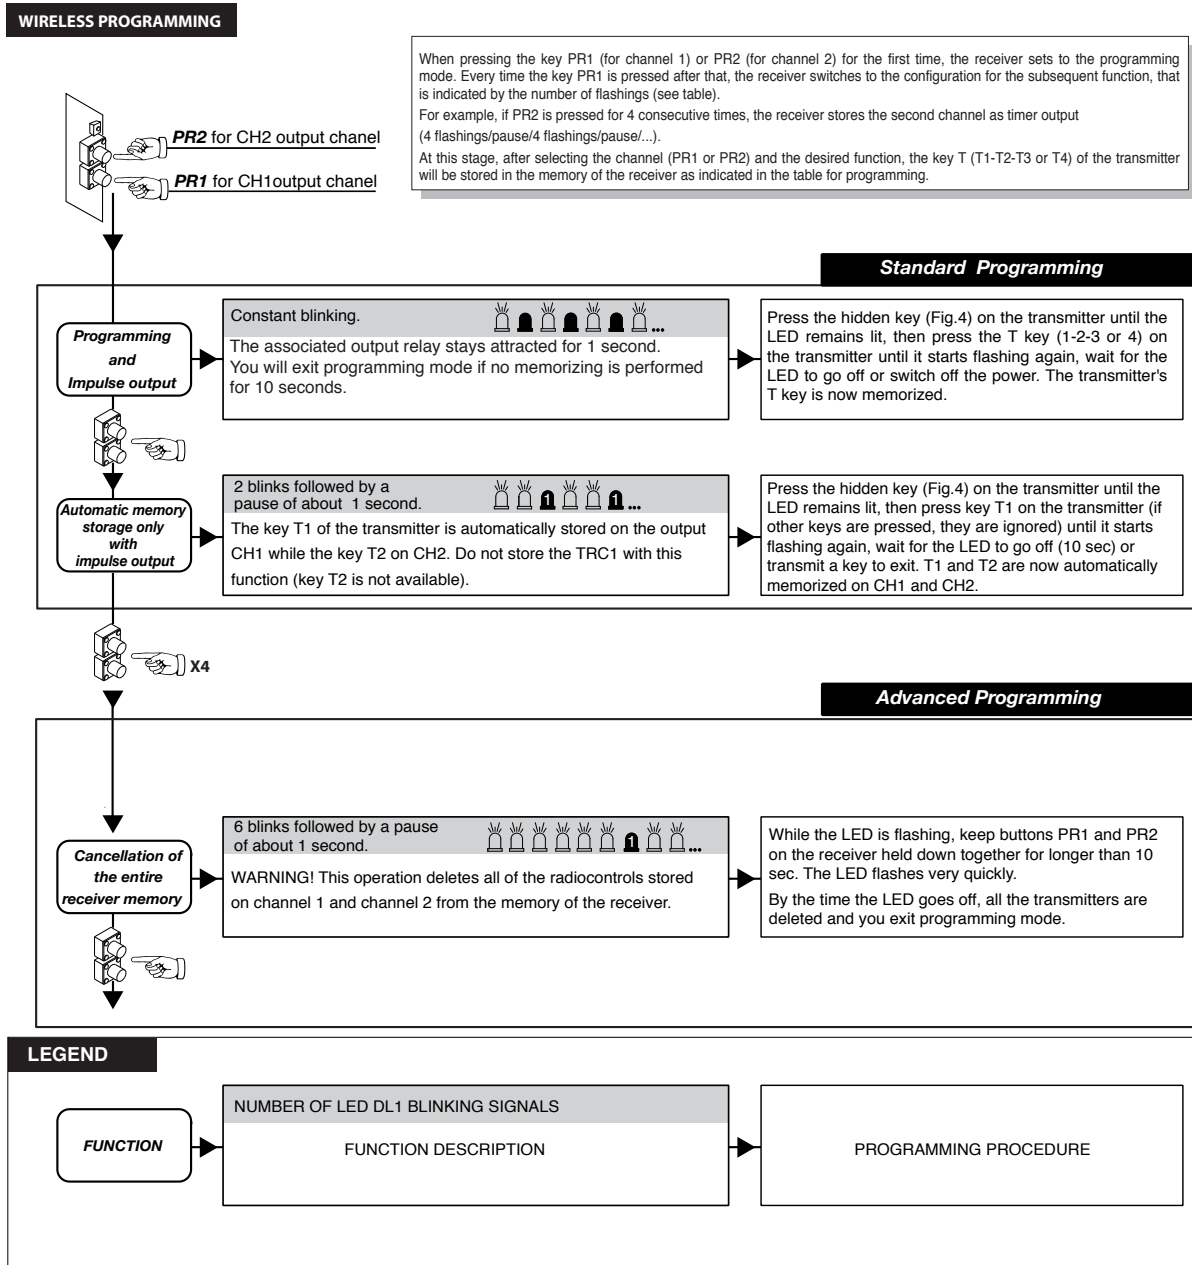 WIRELESS PROGRAMMING
When pressing the key PR1 (for channel 1) or PR2 (for channel 2) for the first time, the receiver sets to the programming
mode. Every time the key PR1 is pressed after that, the receiver switches to the configuration for the subsequent function, that
is indicated by the number of flashings (see table).
For example, if PR2 is pressed for 4 consecutive times, the receiver stores the second channel as timer output
(4 flashings/pause/4 flashings/pause/...).
At this stage, after selecting the channel (PR1 or PR2) and the desired function, the key T (T1-T2-T3 or T4) of the transmitter
will be stored in the memory of the receiver as indicated in the table for programming.
PR2 for CH2 output chanel
PR1 for CH1output chanel
Standard Programming
Programming
and
Impulse output
Constant blinking.
...
The associated output relay stays attracted for 1 second.
You will exit programming mode if no memorizing is performed
for 10 seconds.
Press the hidden key (Fig.4) on the transmitter until the
LED remains lit, then press the T key (1-2-3 or 4) on
the transmitter until it starts flashing again, wait for the
LED to go off or switch off the power. The transmitter's
T key is now memorized.
Automatic memory
storage only
with
impulse output
2 blinks followed by a
pause of about 1 second.
1 1 ...
The key T1 of the transmitter is automatically stored on the output
CH1 while the key T2 on CH2. Do not store the TRC1 with this
function (key T2 is not available).
Press the hidden key (Fig.4) on the transmitter until the
LED remains lit, then press key T1 on the transmitter (if
other keys are pressed, they are ignored) until it starts
flashing again, wait for the LED to go off (10 sec) or
transmit a key to exit. T1 and T2 are now automatically
memorized on CH1 and CH2.
X4
Advanced Programming
Cancellation of
the entire
receiver memory
6 blinks followed by a pause
of about 1 second.
1 ...
WARNING! This operation deletes all of the radiocontrols stored
on channel 1 and channel 2 from the memory of the receiver.
While the LED is flashing, keep buttons PR1 and PR2
on the receiver held down together for longer than 10
sec. The LED flashes very quickly.
By the time the LED goes off, all the transmitters are
deleted and you exit programming mode.
LEGEND
FUNCTION
NUMBER OF LED DL1 BLINKING SIGNALS
FUNCTION DESCRIPTION
PROGRAMMING PROCEDURE